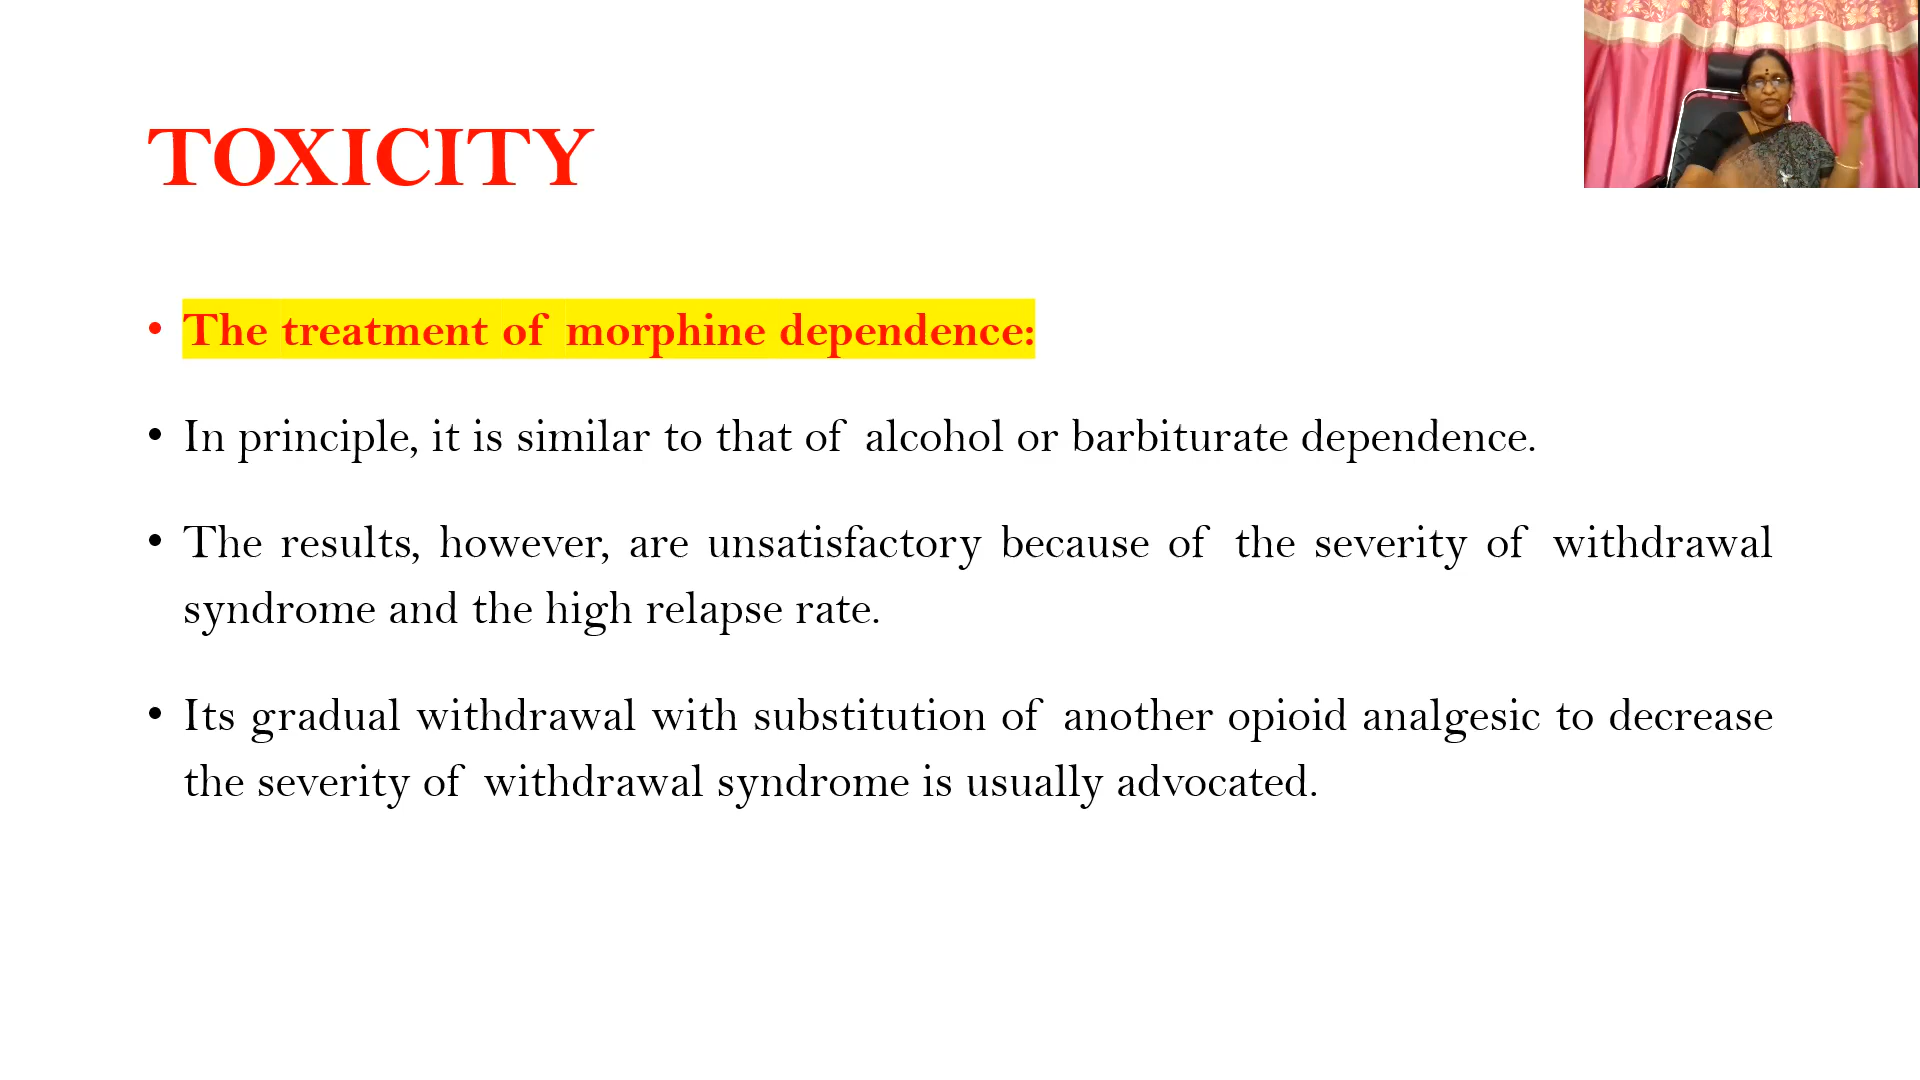 TOXICITY
• The treatment of morphine dependence:
• In principle, it is similar to that of alcohol or barbiturate dependence.
• The results, however, are unsatisfactory because of the severity of withdrawal
syndrome and the high relapse rate.
• Its gradual withdrawal with substitution of another opioid analgesic to decrease
the severity of withdrawal syndrome is usually advocated.